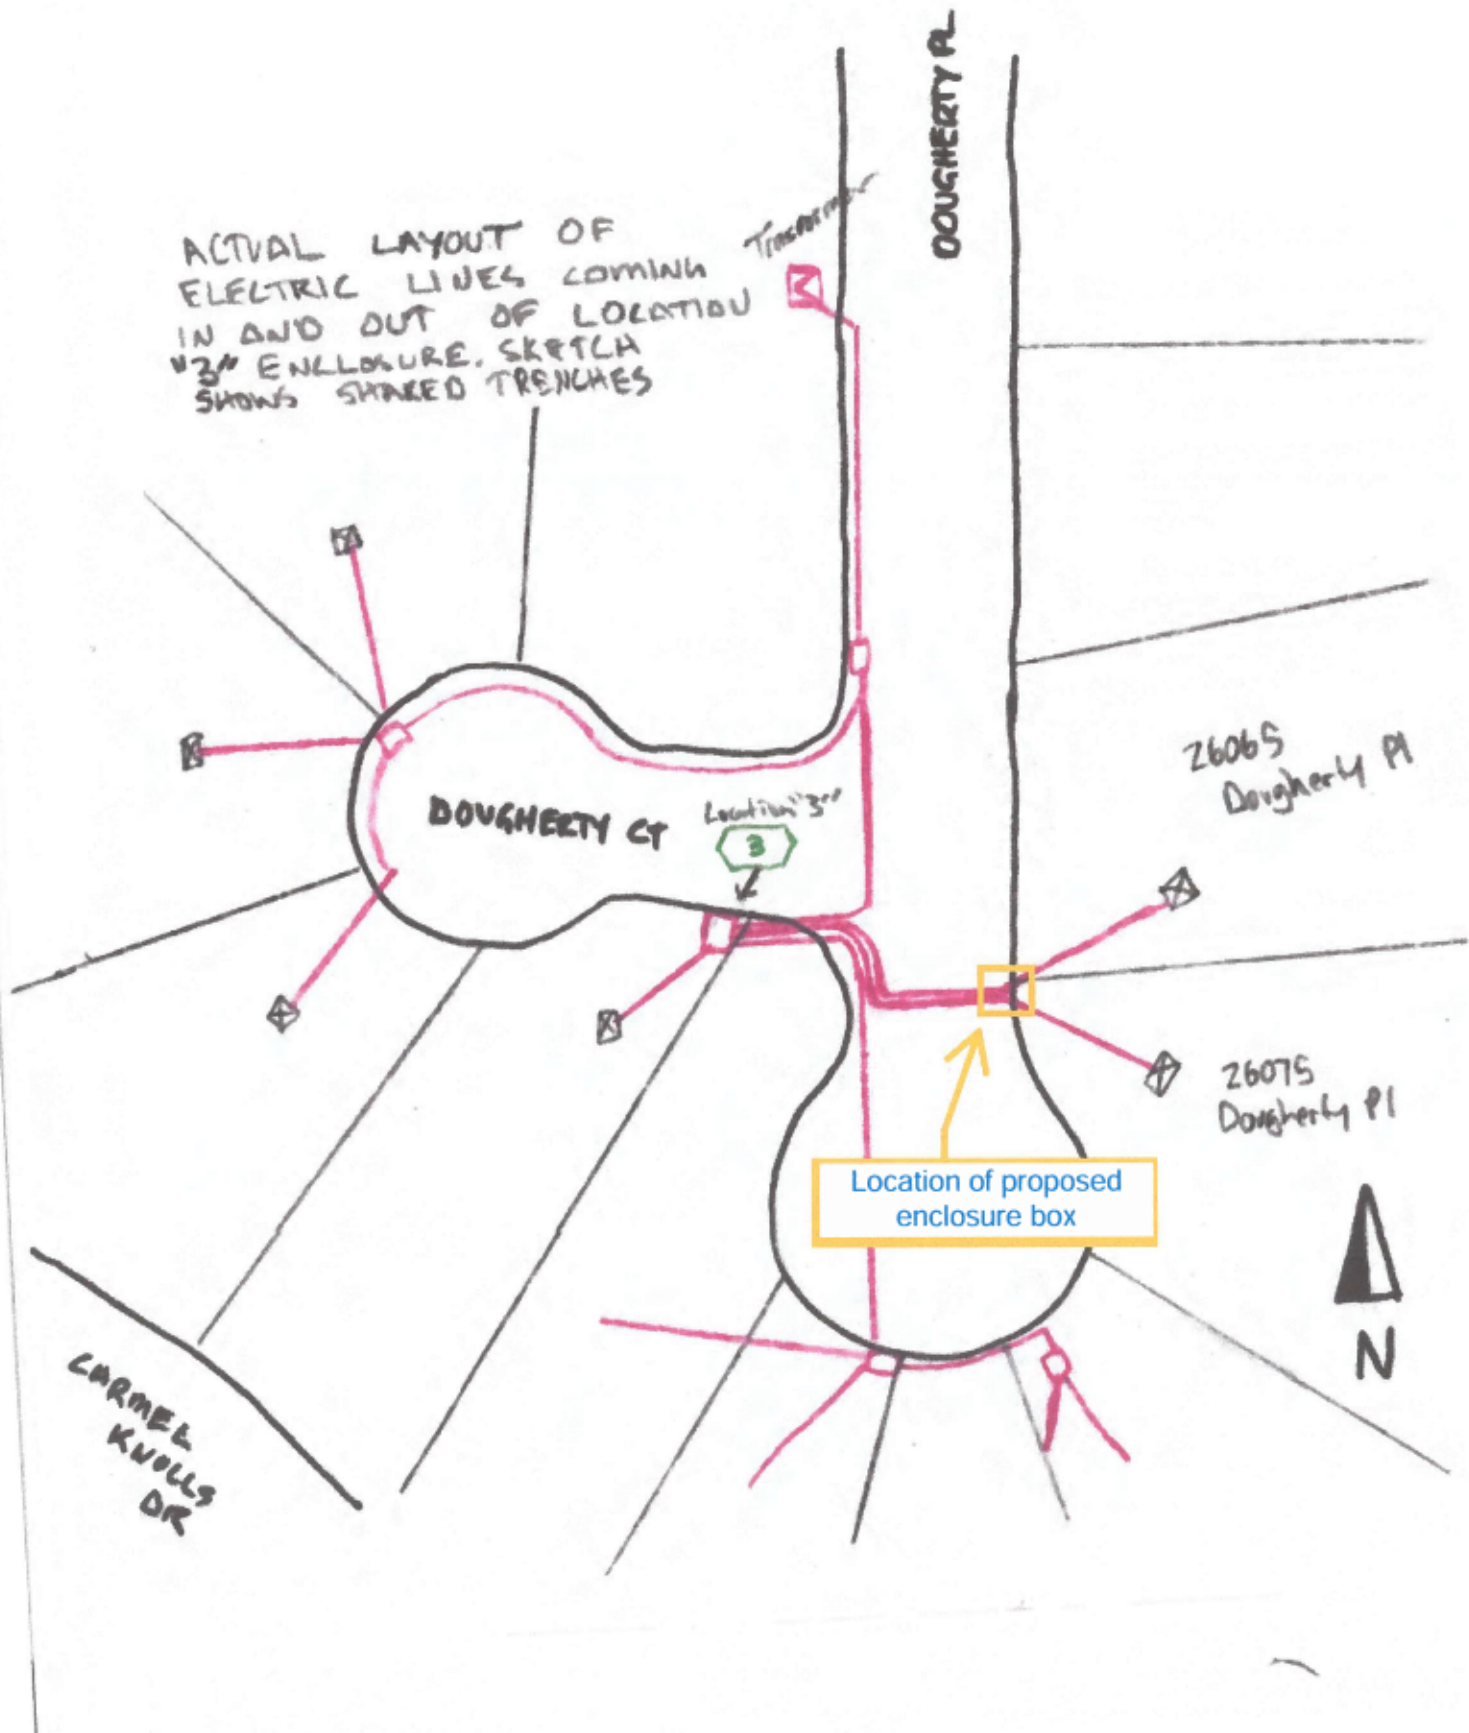 DOUGHERTY PL
Transformer
ACTUAL LAYOUT OF
ELECTRIC LINES COMING
IN AND OUT OF LOCATION
"3" ENCLOSURE. SKETCH
SHOWS SHARED TRENCHES
26065
Dougherty Pl
DOUGHERTY CT
Location "3"
3
26075
Dougherty Pl
Location of proposed
enclosure box
N
CARMEL
KNOLLS
DR